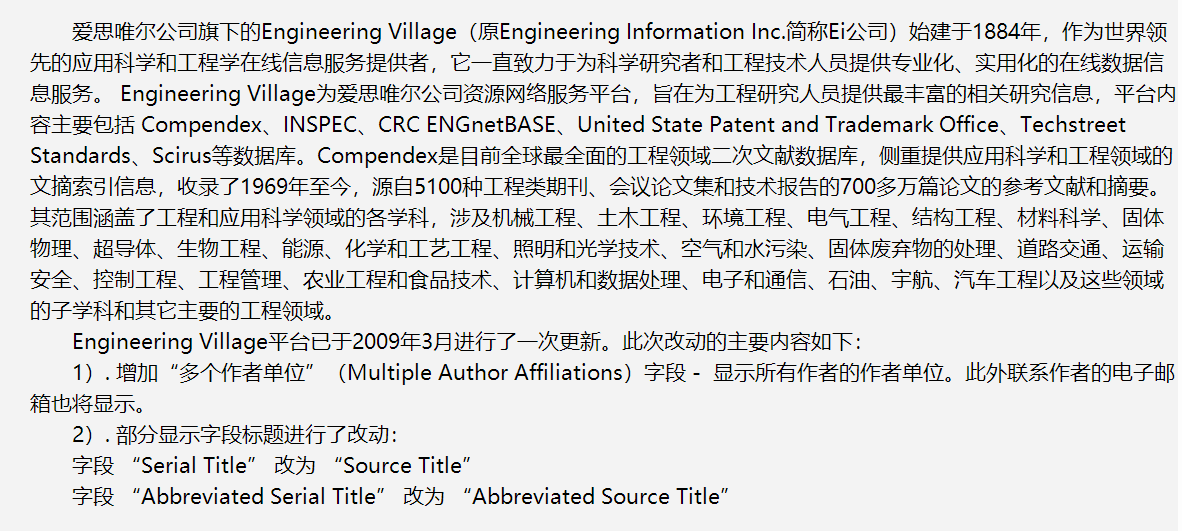 爱思唯尔公司旗下的Engineering Village（原Engineering Information Inc.简称Ei公司）始建于1884年，作为世界领
先的应用科学和工程学在线信息服务提供者，它一直致力于为科学研究者和工程技术人员提供专业化、实用化的在线数据信
息服务。 Engineering Village为爱思唯尔公司资源网络服务平台，旨在为工程研究人员提供最丰富的相关研究信息，平台内
容主要包括 Compendex、INSPEC、CRC ENGnetBASE、United State Patent and Trademark Office、Techstreet
Standards、Scirus等数据库。Compendex是目前全球最全面的工程领域二次文献数据库，侧重提供应用科学和工程领域的
文摘索引信息，收录了1969年至今，源自5100种工程类期刊、会议论文集和技术报告的700多万篇论文的参考文献和摘要。
其范围涵盖了工程和应用科学领域的各学科，涉及机械工程、土木工程、环境工程、电气工程、结构工程、材料科学、固体
物理、超导体、生物工程、能源、化学和工艺工程、照明和光学技术、空气和水污染、固体废弃物的处理、道路交通、运输
安全、控制工程、工程管理、农业工程和食品技术、计算机和数据处理、电子和通信、石油、宇航、汽车工程以及这些领域
的子学科和其它主要的工程领域。
Engineering Village平台已于2009年3月进行了一次更新。此次改动的主要内容如下：
1）. 增加“多个作者单位”（Multiple Author Affiliations）字段 - 显示所有作者的作者单位。此外联系作者的电子邮
箱也将显示。
2）. 部分显示字段标题进行了改动：
字段 “Serial Title” 改为 “Source Title”
字段 “Abbreviated Serial Title” 改为 “Abbreviated Source Title”